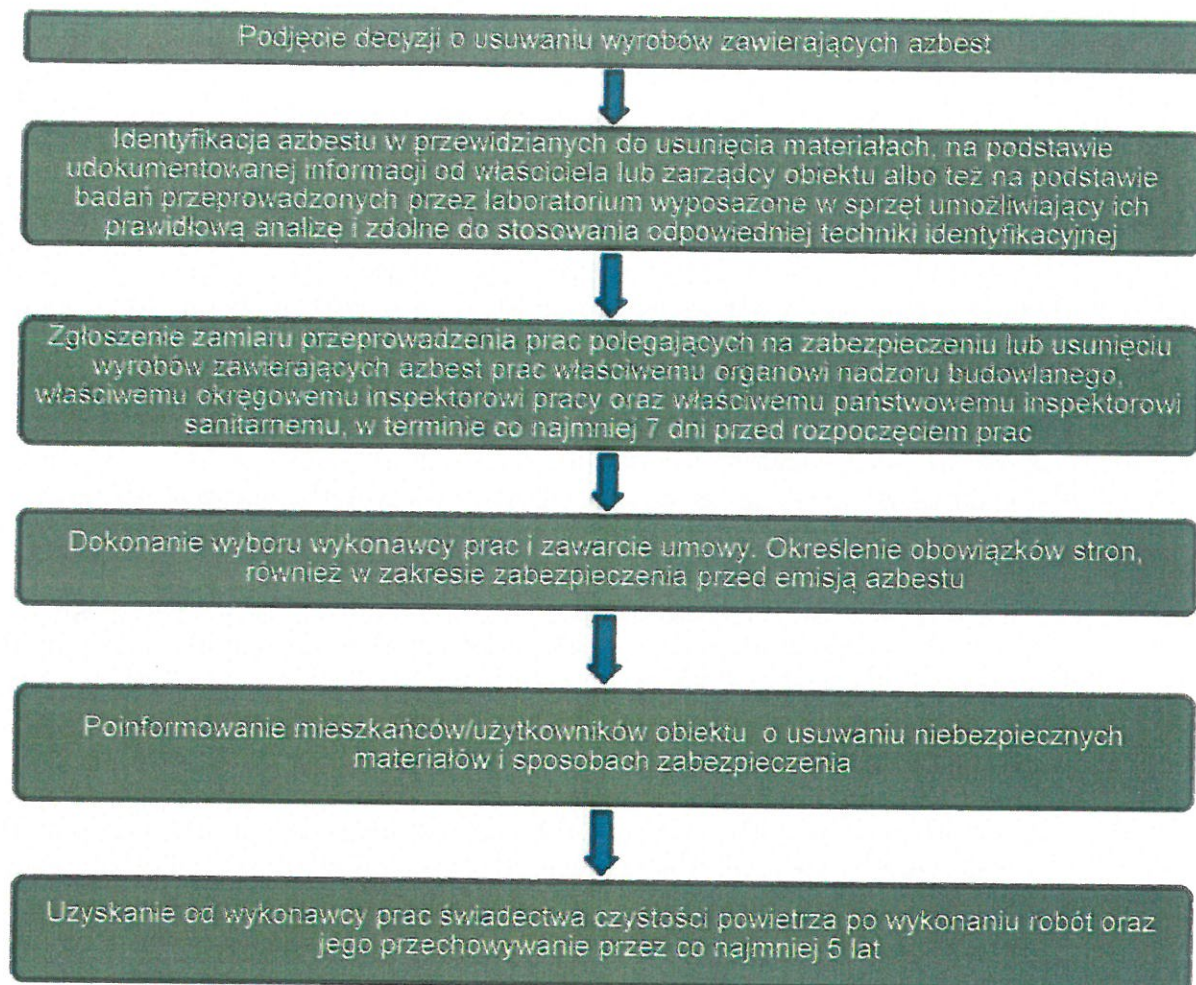 Podjęcie decyzji o usuwaniu wyrobów zawierających azbest
Identyfikacja azbestu w przewidzianych do usunięcia materiałach, na podstawie
udokumentowanej informacji od właściciela lub zarządcy obiektu albo też na podstawie
badań przeprowadzonych przez laboratorium wyposażone w sprzęt umożliwiający ich
prawidłową analizę i zdolne do stosowania odpowiedniej techniki identyfikacyjnej
Zgłoszenie zamiaru przeprowadzenia prac polegających na zabezpieczeniu lub usunięciu
wyrobów zawierających azbest prac właściwemu organowi nadzoru budowlanego,
właściwemu okręgowemu inspektorowi pracy oraz właściwemu państwowemu inspektorowi
sanitarnemu, w terminie co najmniej 7 dni przed rozpoczęciem prac
Dokonanie wyboru wykonawcy prac i zawarcie umowy. Określenie obowiązków stron,
również w zakresie zabezpieczenia przed emisją azbestu
Poinformowanie mieszkańców/użytkowników obiektu o usuwaniu niebezpiecznych
materiałów i sposobach zabezpieczenia
Uzyskanie od wykonawcy prac świadectwa czystości powietrza po wykonaniu robót oraz
jego przechowywanie przez co najmniej 5 lat